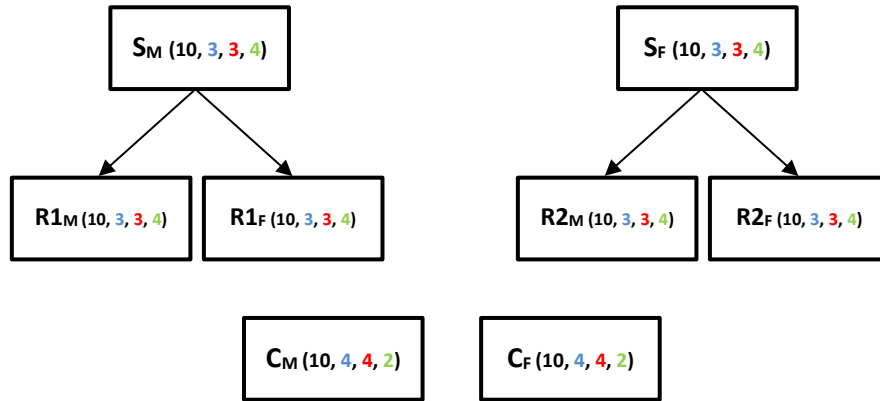 SM (10, 3, 3, 4)
SF (10, 3, 3, 4)
R1M (10, 3, 3, 4)
R1F (10, 3, 3, 4)
R2M (10, 3, 3, 4)
R2F (10, 3, 3, 4)
CM (10, 4, 4, 2)
CF (10, 4, 4, 2)